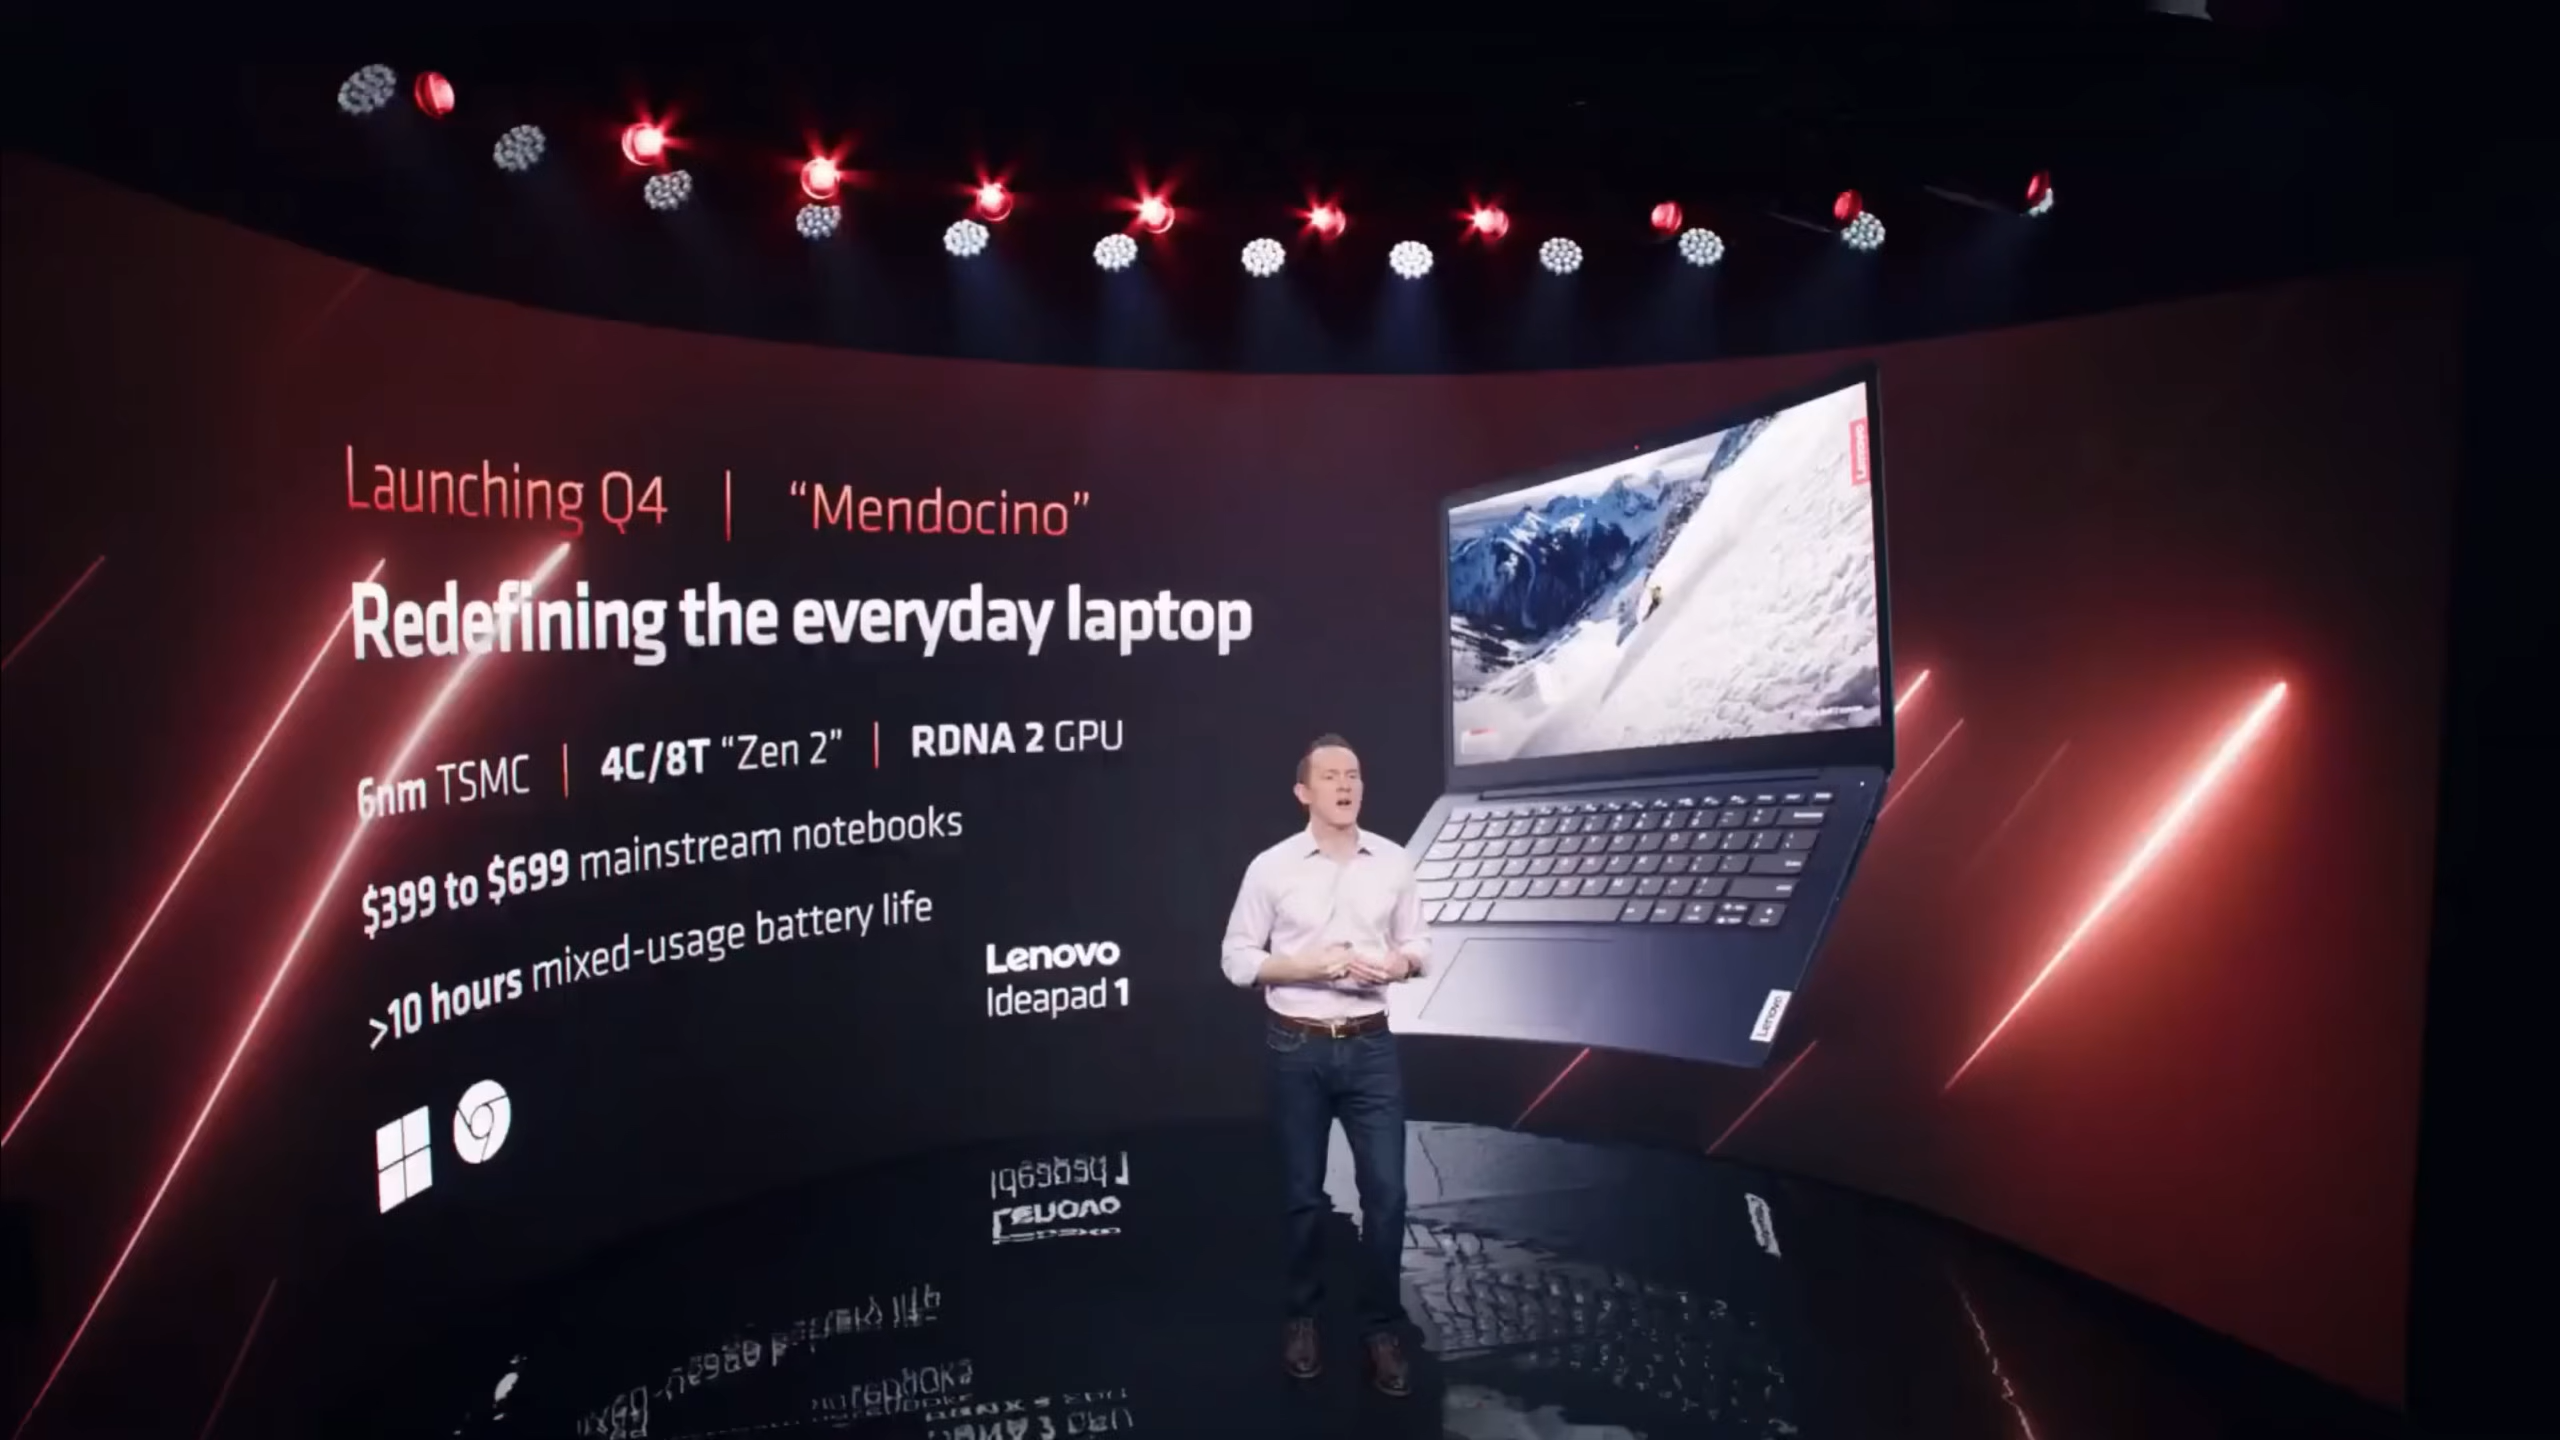 Launching Q4 | “Mendocino”
Redefining the everyday laptop
6nm TSMC | 4C/8T “Zen 2” | RDNA 2 GPU
$399 to $699 mainstream notebooks
>10 hours mixed-usage battery life
Lenovo
Ideapad 1
Lenovo
Lenovo